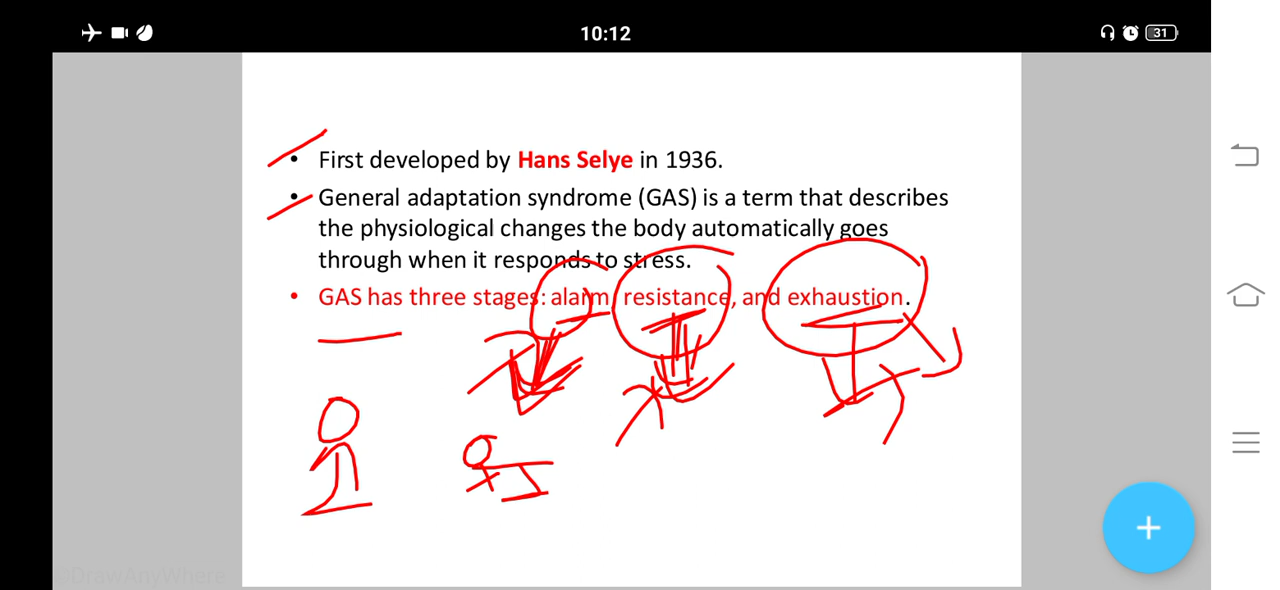 10:12
31
• First developed by Hans Selye in 1936.
• General adaptation syndrome (GAS) is a term that describes
the physiological changes the body automatically goes
through when it responds to stress.
• GAS has three stages: alarm, resistance, and exhaustion.
DrawAnyWhere